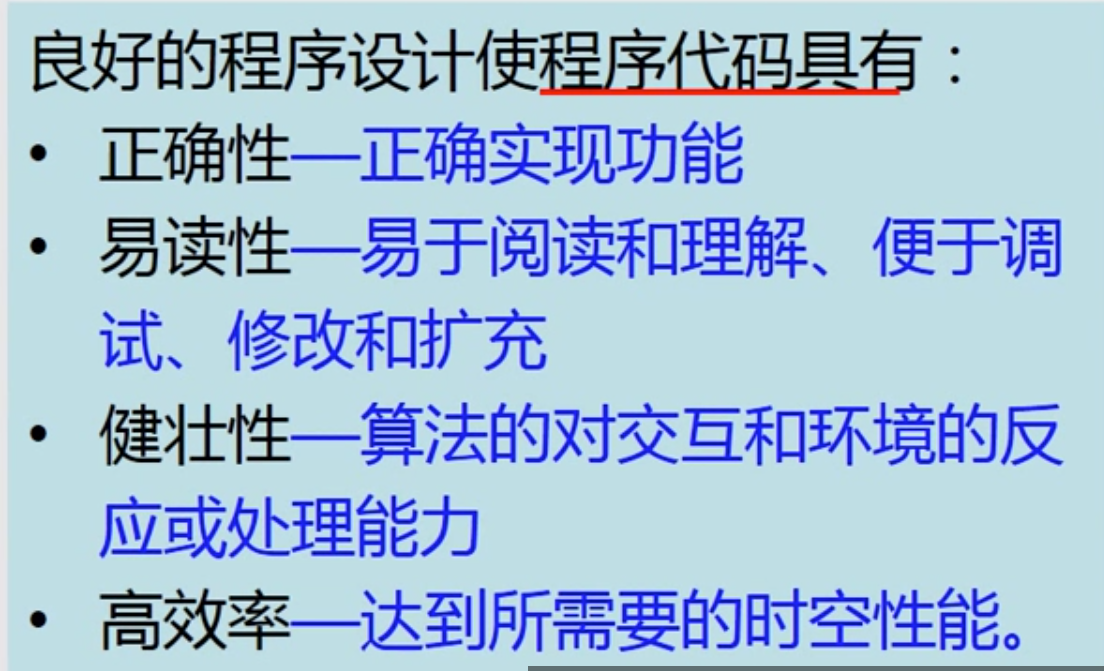 良好的程序设计使程序代码具有：
• 正确性—正确实现功能
• 易读性—易于阅读和理解、便于调
试、修改和扩充
• 健壮性—算法的对交互和环境的反
应或处理能力
• 高效率—达到所需要的时空性能。